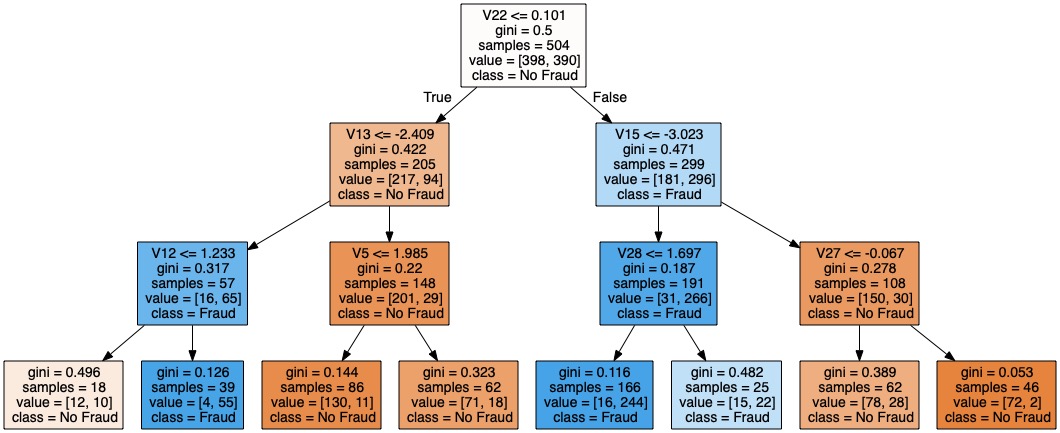 V22 <= 0.101
gini = 0.5
samples = 504
value = [398, 390]
class = No Fraud
True
False
V13 <= -2.409
gini = 0.422
samples = 205
value = [217, 94]
class = No Fraud
V15 <= -3.023
gini = 0.471
samples = 299
value = [181, 296]
class = Fraud
V12 <= 1.233
gini = 0.317
samples = 57
value = [16, 65]
class = Fraud
V5 <= 1.985
gini = 0.22
samples = 148
value = [201, 29]
class = No Fraud
V28 <= 1.697
gini = 0.187
samples = 191
value = [31, 266]
class = Fraud
V27 <= -0.067
gini = 0.278
samples = 108
value = [150, 30]
class = No Fraud
gini = 0.496
samples = 18
value = [12, 10]
class = No Fraud
gini = 0.126
samples = 39
value = [4, 55]
class = Fraud
gini = 0.144
samples = 86
value = [130, 11]
class = No Fraud
gini = 0.323
samples = 62
value = [71, 18]
class = No Fraud
gini = 0.116
samples = 166
value = [16, 244]
class = Fraud
gini = 0.482
samples = 25
value = [15, 22]
class = Fraud
gini = 0.389
samples = 62
value = [78, 28]
class = No Fraud
gini = 0.053
samples = 46
value = [72, 2]
class = No Fraud